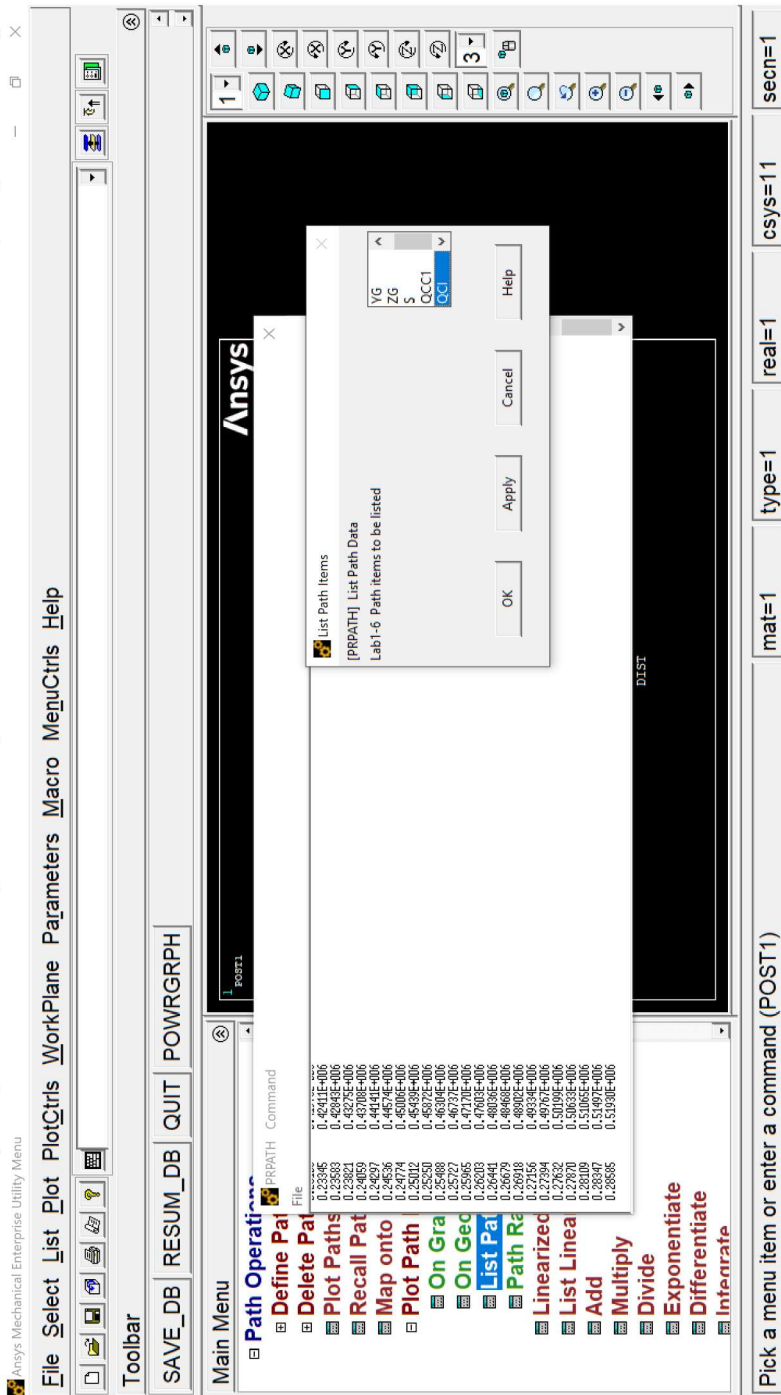 Ansys Mechanical Enterprise Utility Menu
File Select List Plot PlotCtrls WorkPlane Parameters Macro MenuCtrls Help
Toolbar
SAVE_DB RESUM_DB QUIT POWRGRPH
Main Menu
Path Operation
Define Pat
Delete Pat
Plot Paths
Recall Pat
Map onto
Plot Path
On Gra
On Geo
List Pat
Path Ra
Linearized
List Linea
Add
Multiply
Divide
Exponentiate
Differentiate
Integrate
1
POST1
Ansys
PRPATH Command
File
0.23345 0.42411E+006
0.23583 0.42843E+006
0.23821 0.43275E+006
0.24059 0.43708E+006
0.24297 0.44141E+006
0.24536 0.44574E+006
0.24774 0.45006E+006
0.25012 0.45439E+006
0.25250 0.45872E+006
0.25488 0.46304E+006
0.25727 0.46737E+006
0.25965 0.47170E+006
0.26203 0.47603E+006
0.26441 0.48036E+006
0.26679 0.48468E+006
0.26918 0.48902E+006
0.27156 0.49334E+006
0.27394 0.49767E+006
0.27632 0.50199E+006
0.27870 0.50633E+006
0.28109 0.51065E+006
0.28347 0.51497E+006
0.28585 0.51930E+006
List Path Items
[PRPATH] List Path Data
Lab1-6 Path items to be listed
YG
ZG
S
QCC1
QCI
OK Apply Cancel Help
DIST
1
3
Pick a menu item or enter a command (POST1)
mat=1
type=1
real=1
csys=11
secn=1